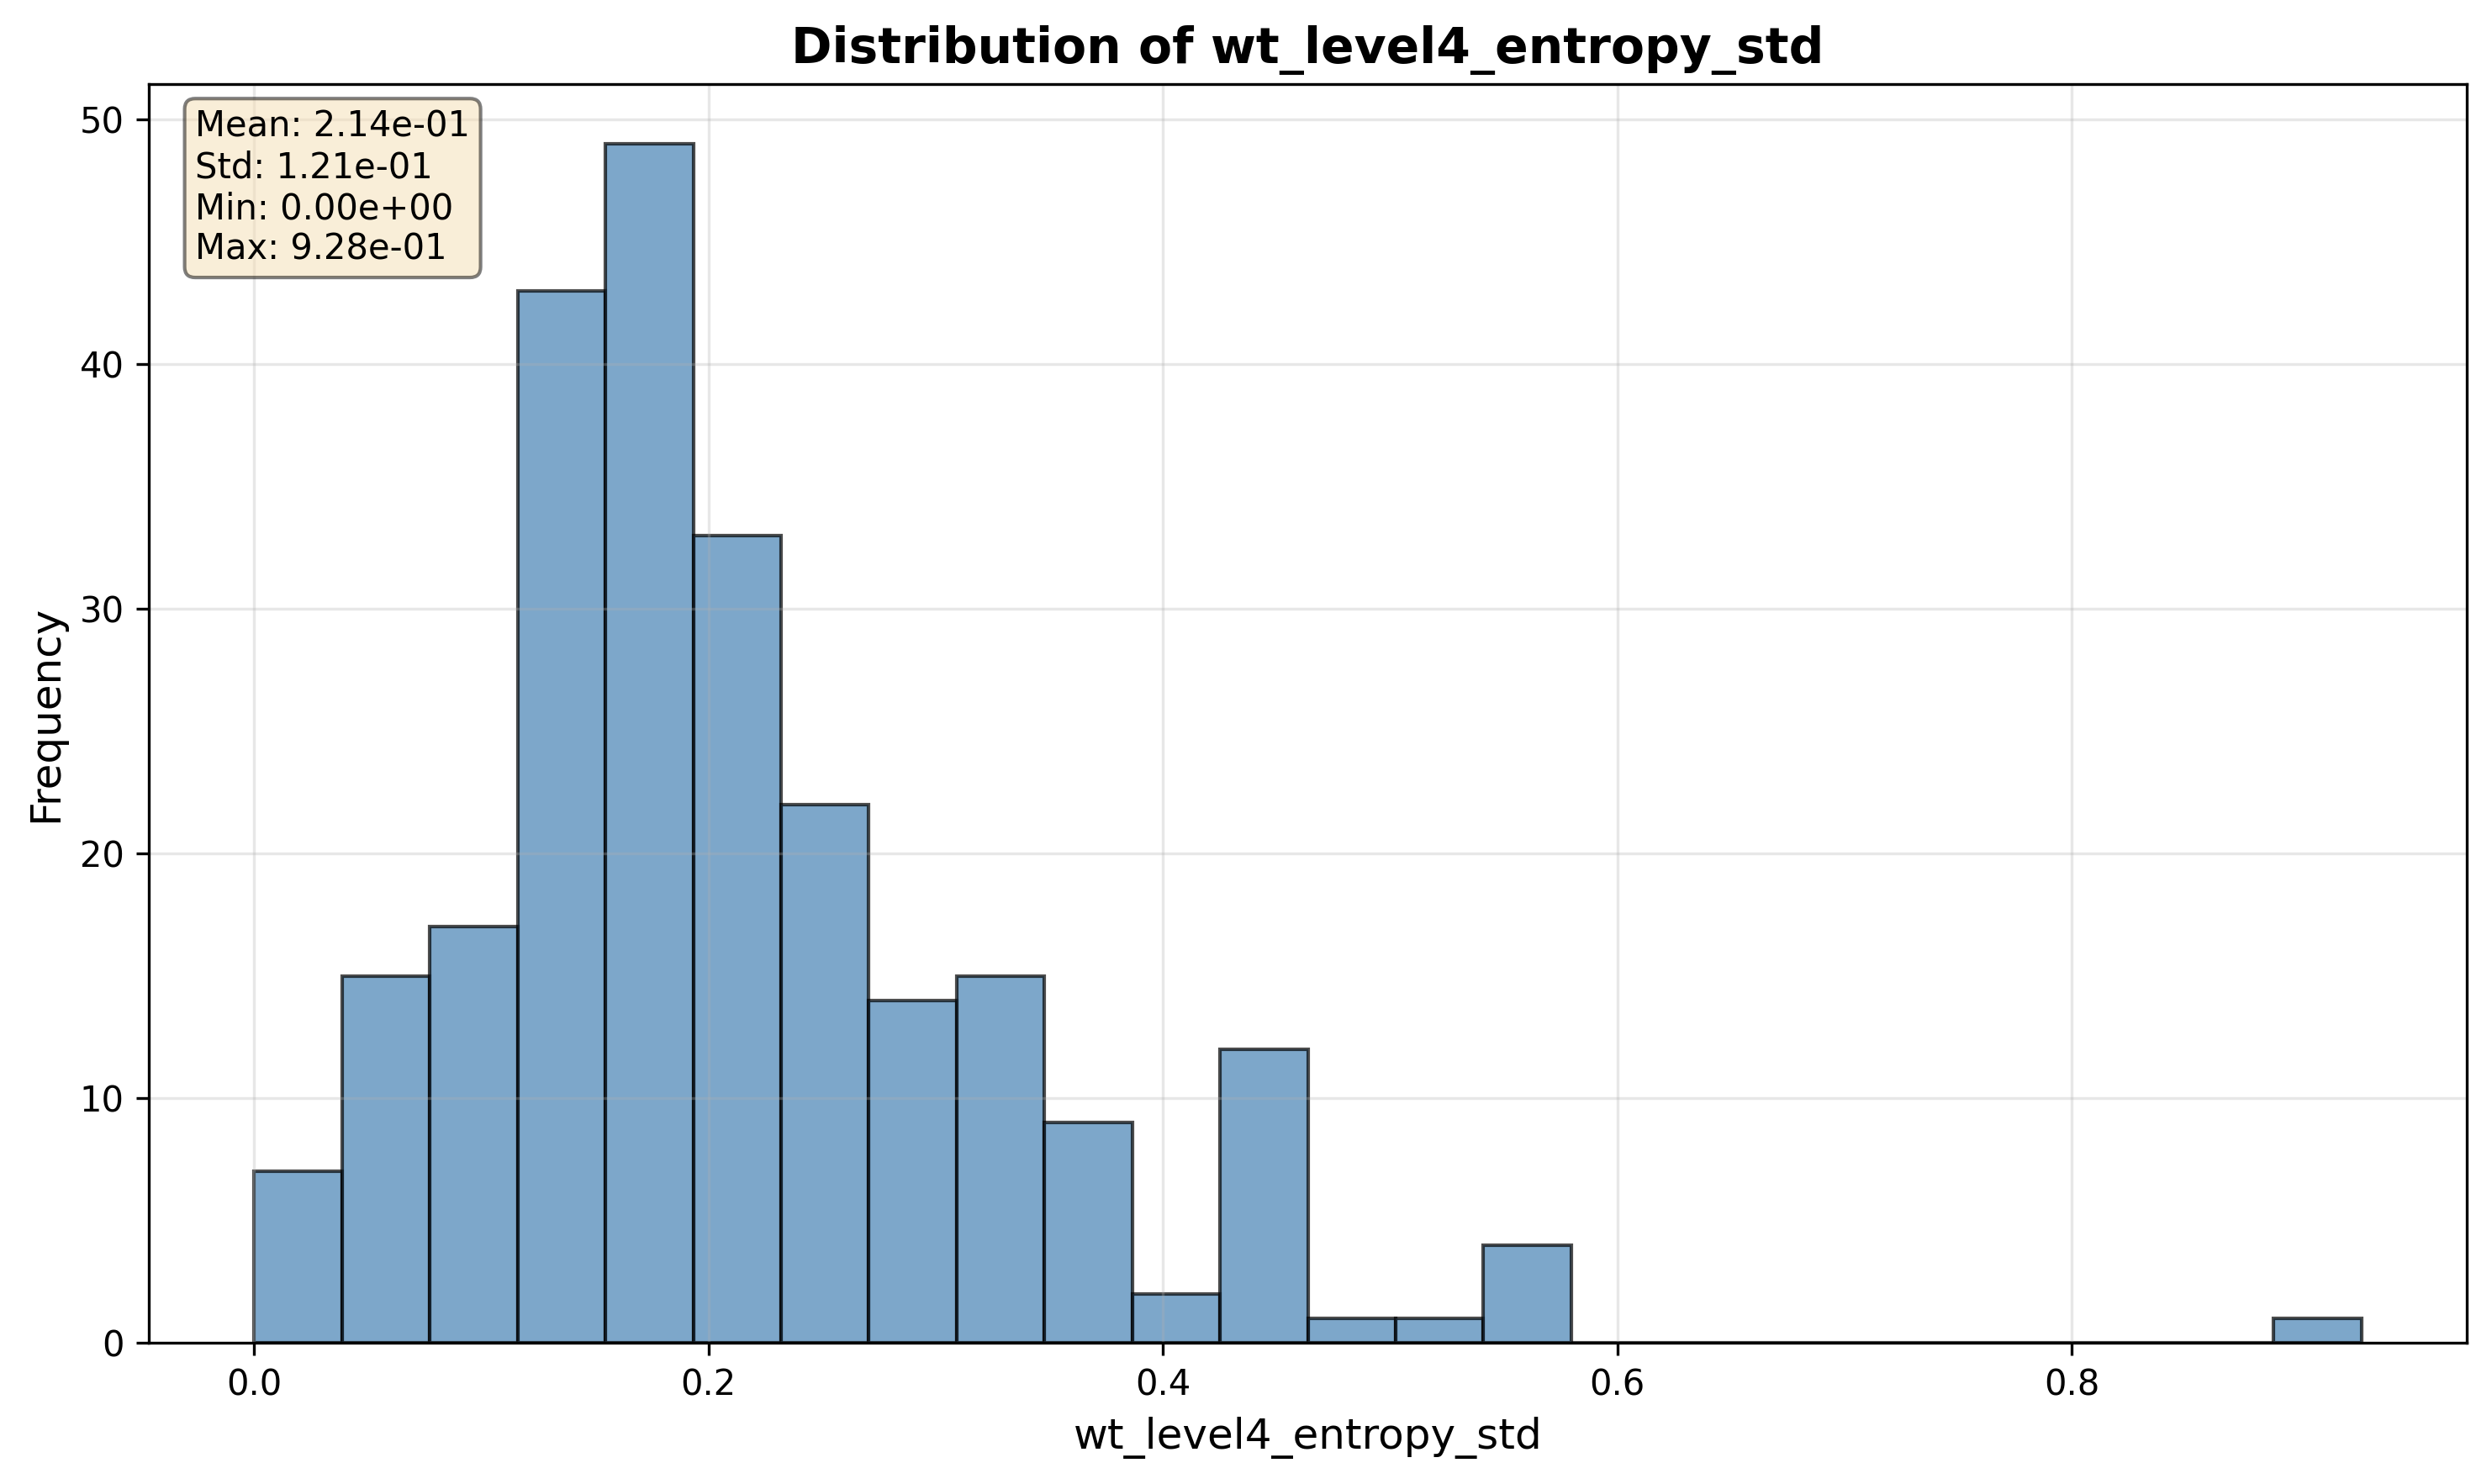 Distribution of wt_level4_entropy_std
Mean: 2.14e-01
Std: 1.21e-01
Min: 0.00e+00
Max: 9.28e-01
50
40
30
20
10
0
Frequency
0.0 0.2 0.4 0.6 0.8
wt_level4_entropy_std